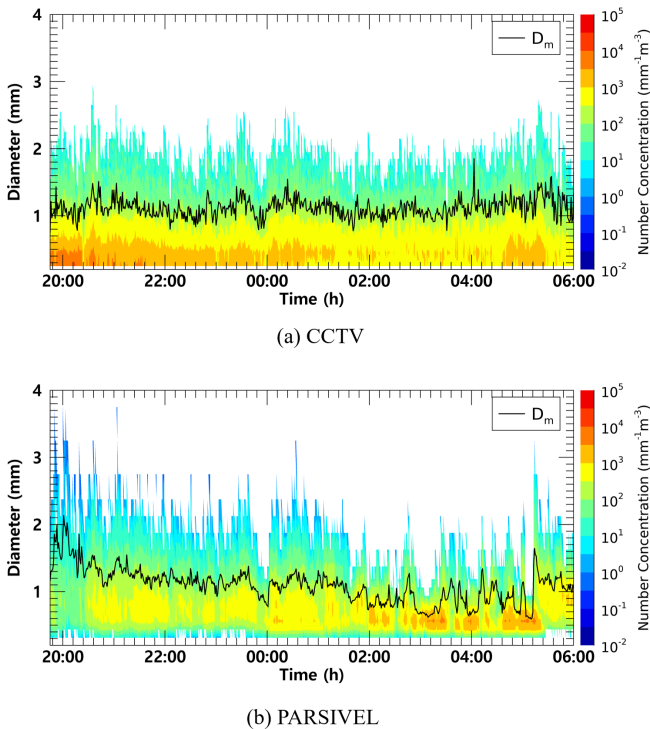 4
3
2
1
Diameter (mm)
D_m
20:00 22:00 00:00 02:00 04:00 06:00
Time (h)
10^5
10^4
10^3
10^2
10^1
10^0
10^-1
10^-2
Number Concentration (mm^-1m^-3)
(a) CCTV
4
3
2
1
Diameter (mm)
D_m
20:00 22:00 00:00 02:00 04:00 06:00
Time (h)
10^5
10^4
10^3
10^2
10^1
10^0
10^-1
10^-2
Number Concentration (mm^-1m^-3)
(b) PARSIVEL